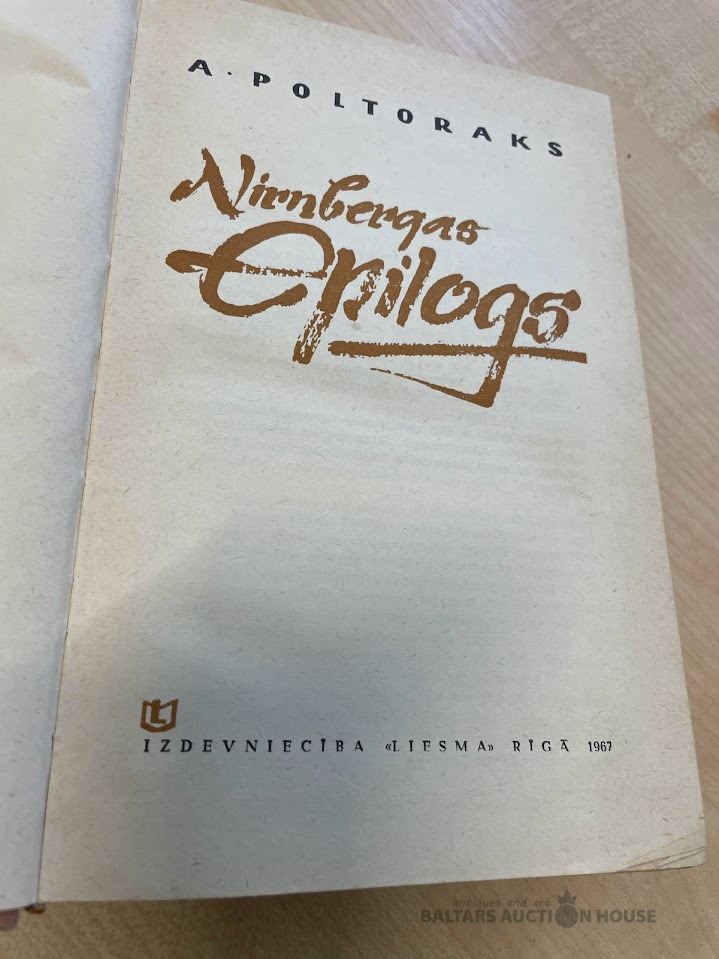 A. POLTORAKS
Nirnbergas
Epilogs
L
IZDEVNIECĪBA «LIESMA» RĪGĀ 1967
antiques and art
BALTARS AUCTION HOUSE